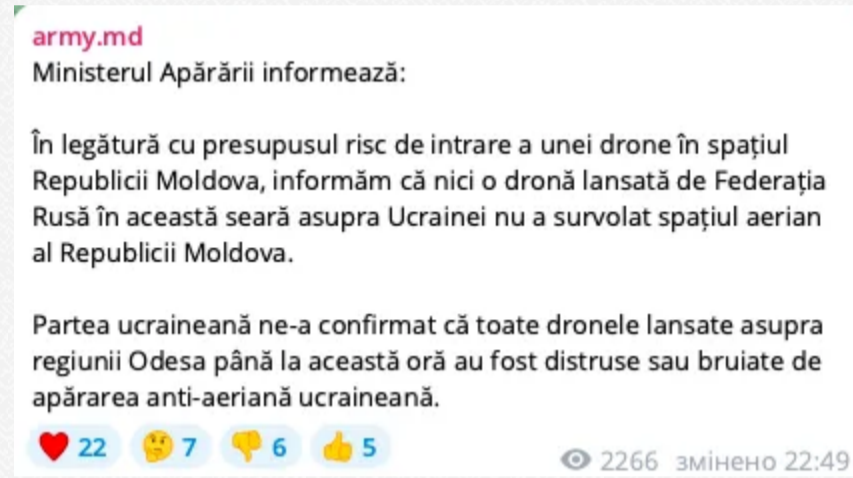 army.md
Ministerul Apărării informează:
În legătură cu presupusul risc de intrare a unei drone în spațiul
Republicii Moldova, informăm că nici o dronă lansată de Federația
Rusă în această seară asupra Ucrainei nu a survolat spațiul aerian
al Republicii Moldova.
Partea ucraineană ne-a confirmat că toate dronele lansate asupra
regiunii Odesa până la această oră au fost distruse sau bruiate de
apărarea anti-aeriană ucraineană.
22 7 6 5
2266 змінено 22:49